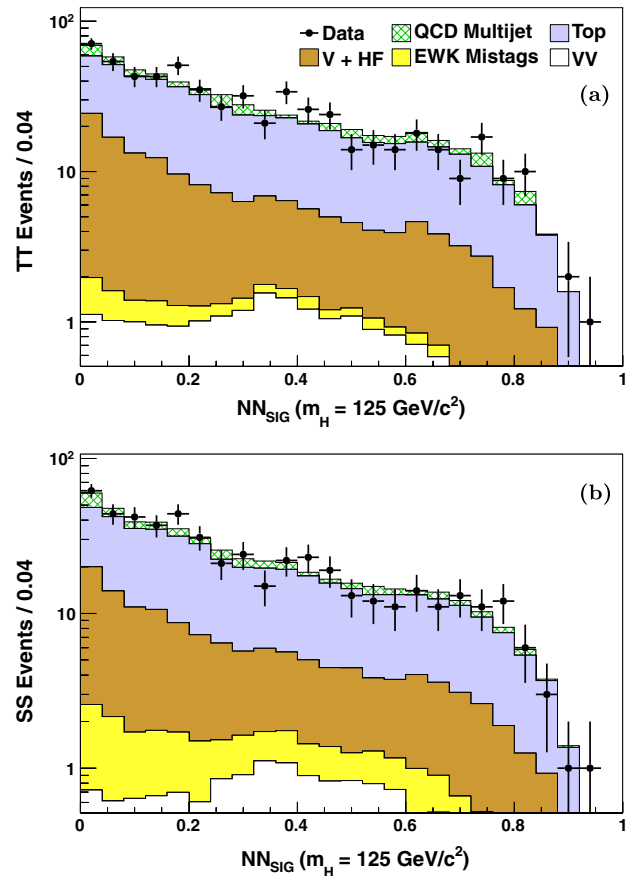 10²
10
1
TT Events / 0.04
Data
QCD Multijet
Top
V + HF
EWK Mistags
VV
(a)
0 0.2 0.4 0.6 0.8 1
NN_SIG (m_H = 125 GeV/c²)
10²
10
1
SS Events / 0.04
(b)
0 0.2 0.4 0.6 0.8 1
NN_SIG (m_H = 125 GeV/c²)